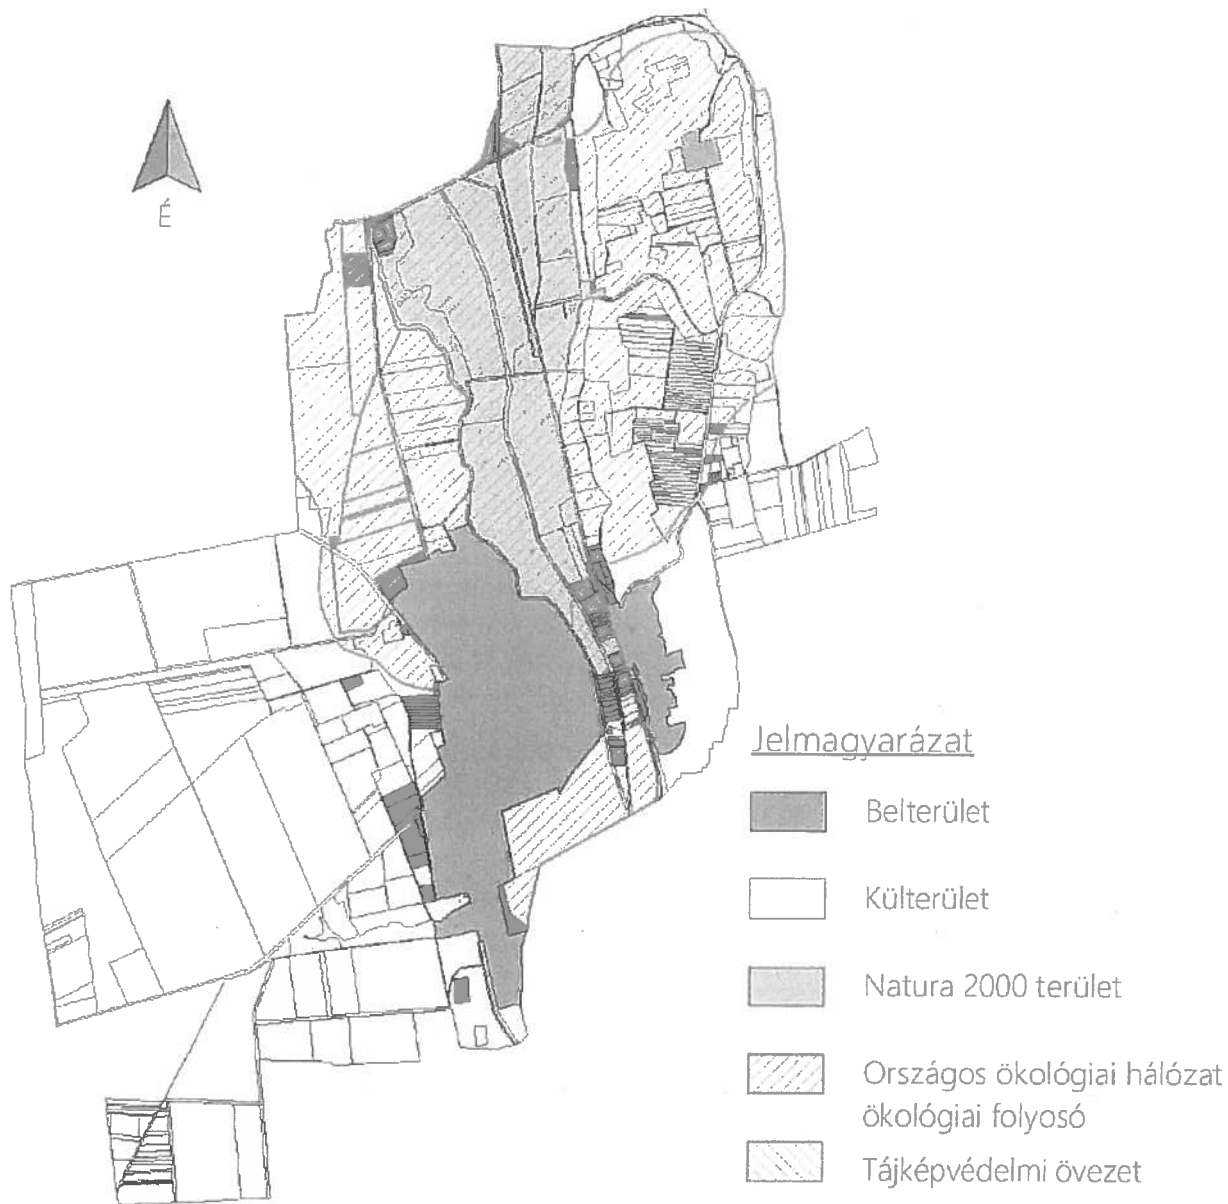 É
Jelmagyarázat
Belterület
Külterület
Natura 2000 terület
Országos ökológiai hálózat
ökológiai folyosó
Tájképvédelmi övezet